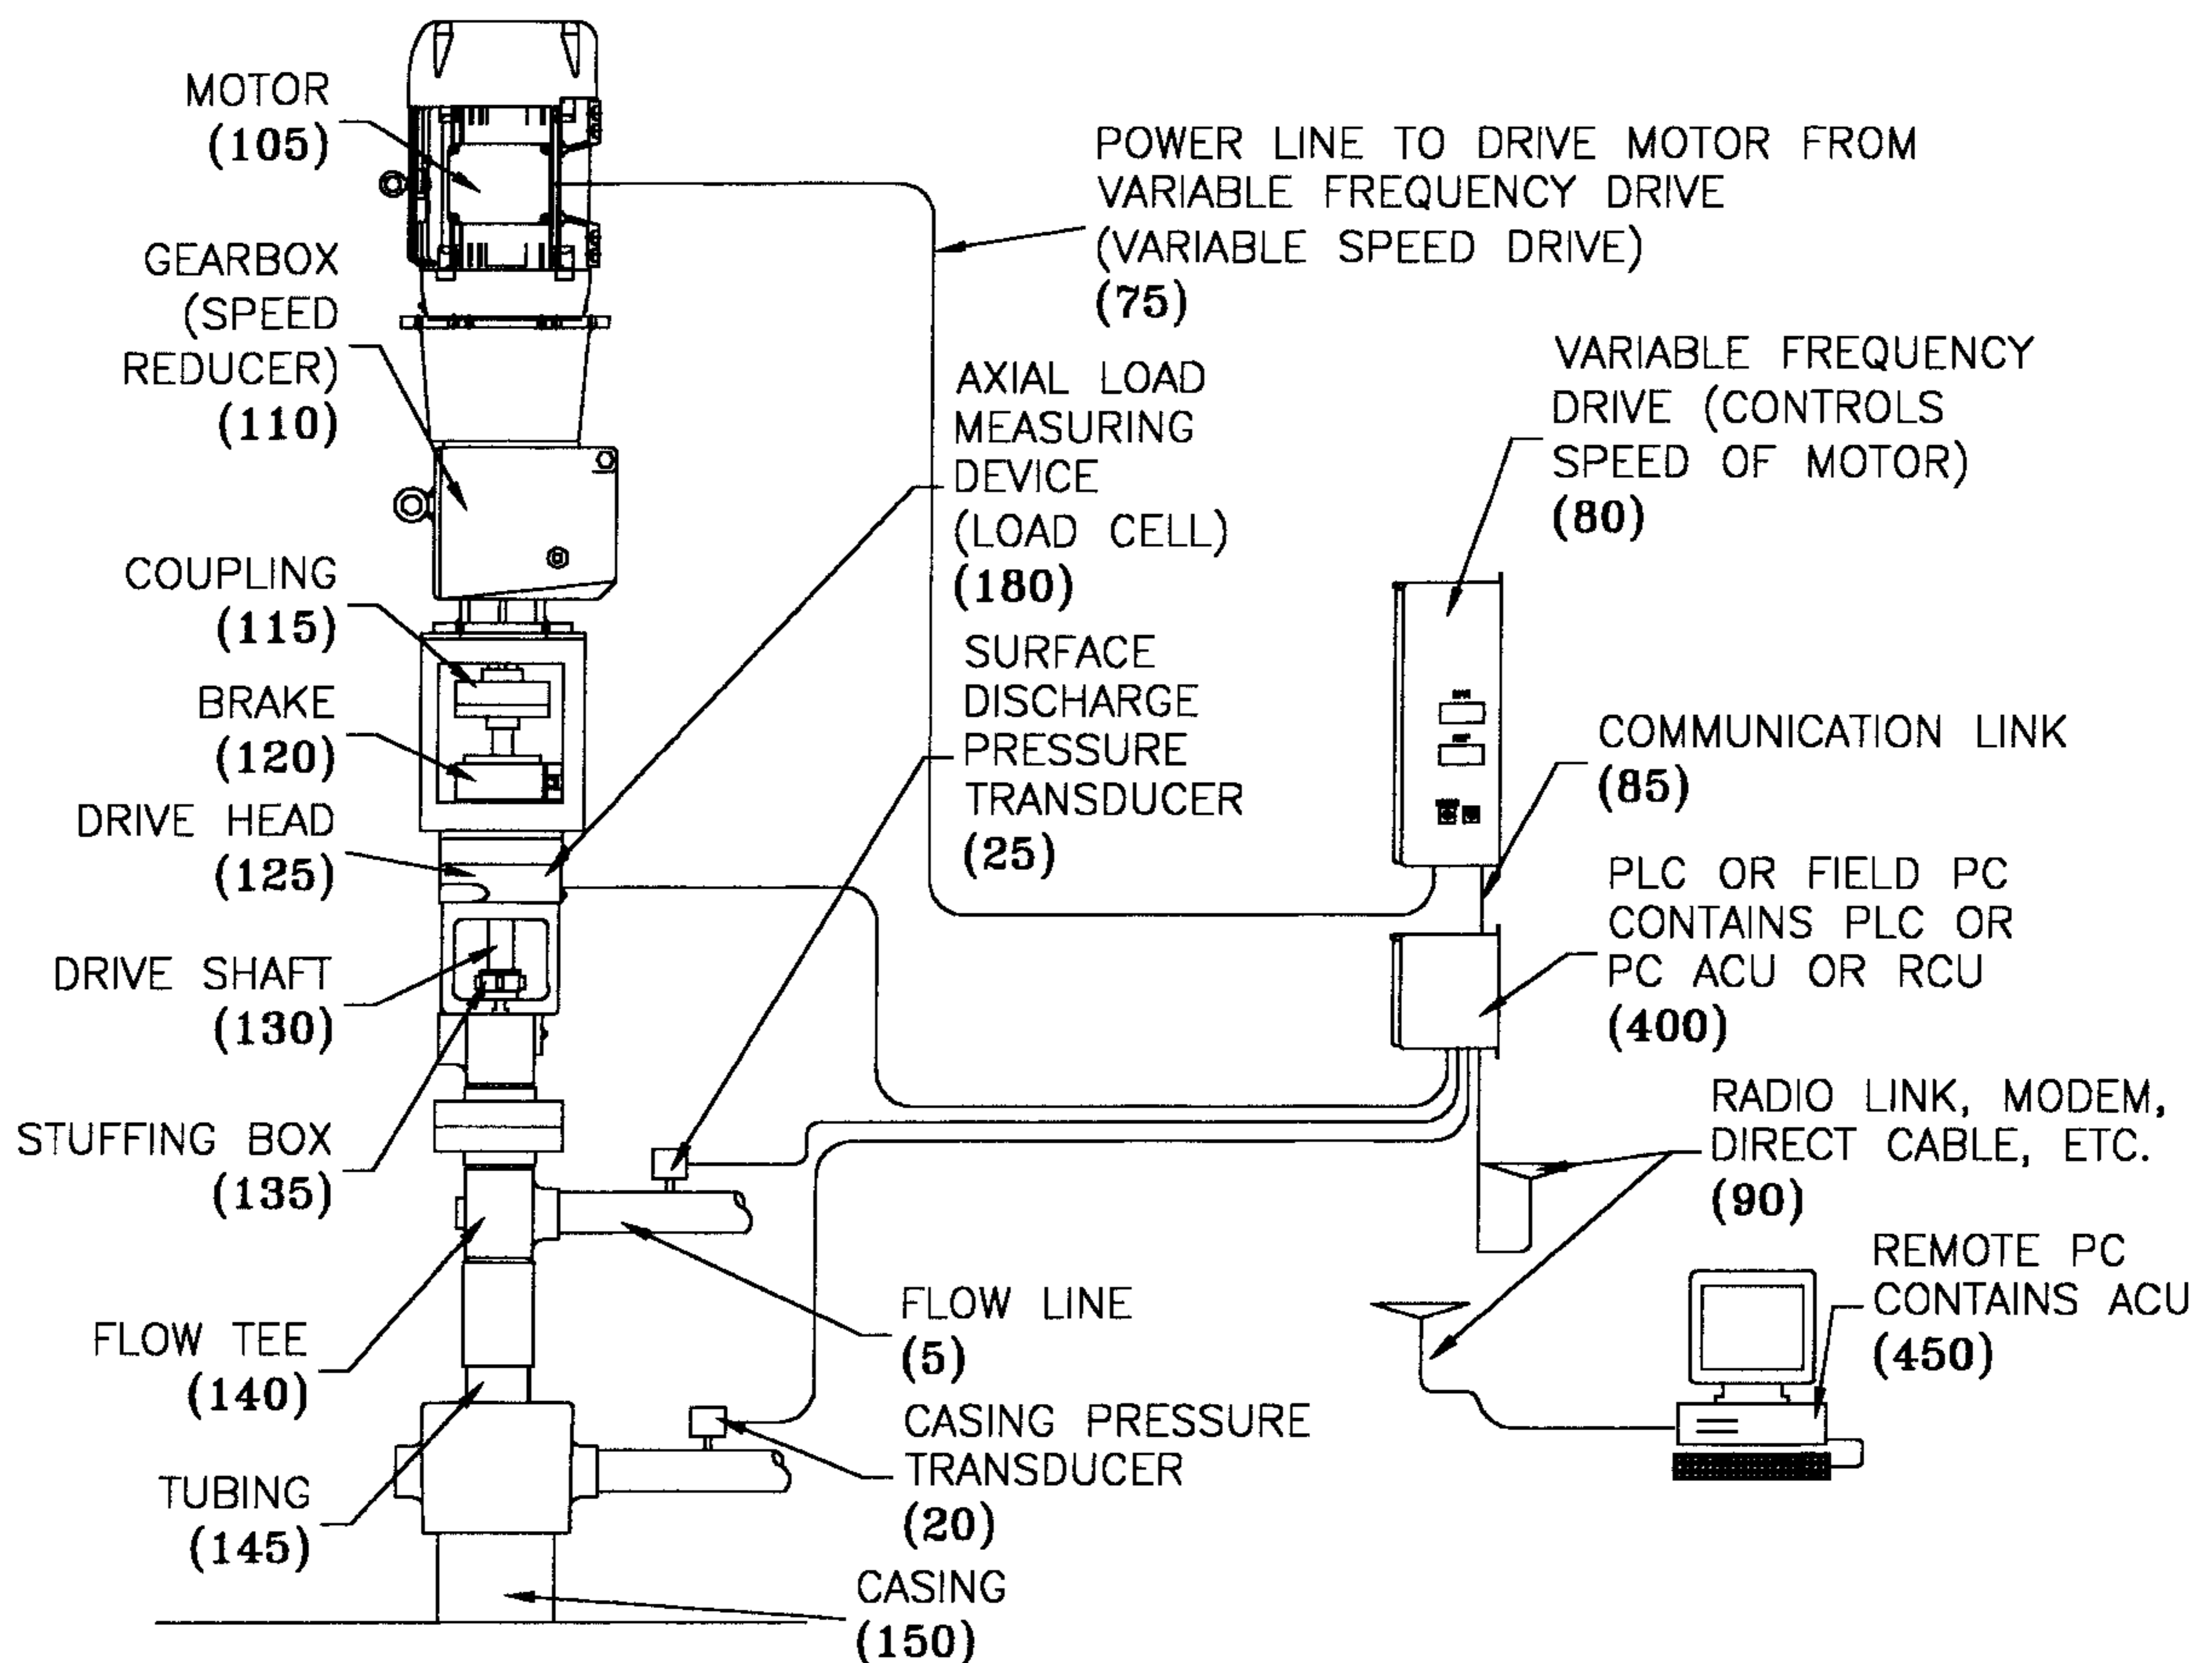 MOTOR
(105)
GEARBOX
(SPEED
REDUCER)
(110)
COUPLING
(115)
BRAKE
(120)
DRIVE HEAD
(125)
DRIVE SHAFT
(130)
STUFFING BOX
(135)
FLOW TEE
(140)
TUBING
(145)
POWER LINE TO DRIVE MOTOR FROM
VARIABLE FREQUENCY DRIVE
(VARIABLE SPEED DRIVE)
(75)
AXIAL LOAD
MEASURING
DEVICE
(LOAD CELL)
(180)
SURFACE
DISCHARGE
PRESSURE
TRANSDUCER
(25)
FLOW LINE
(5)
CASING PRESSURE
TRANSDUCER
(20)
CASING
(150)
VARIABLE FREQUENCY
DRIVE (CONTROLS
SPEED OF MOTOR)
(80)
COMMUNICATION LINK
(85)
PLC OR FIELD PC
CONTAINS PLC OR
PC ACU OR RCU
(400)
RADIO LINK, MODEM,
DIRECT CABLE, ETC.
(90)
REMOTE PC
CONTAINS ACU
(450)